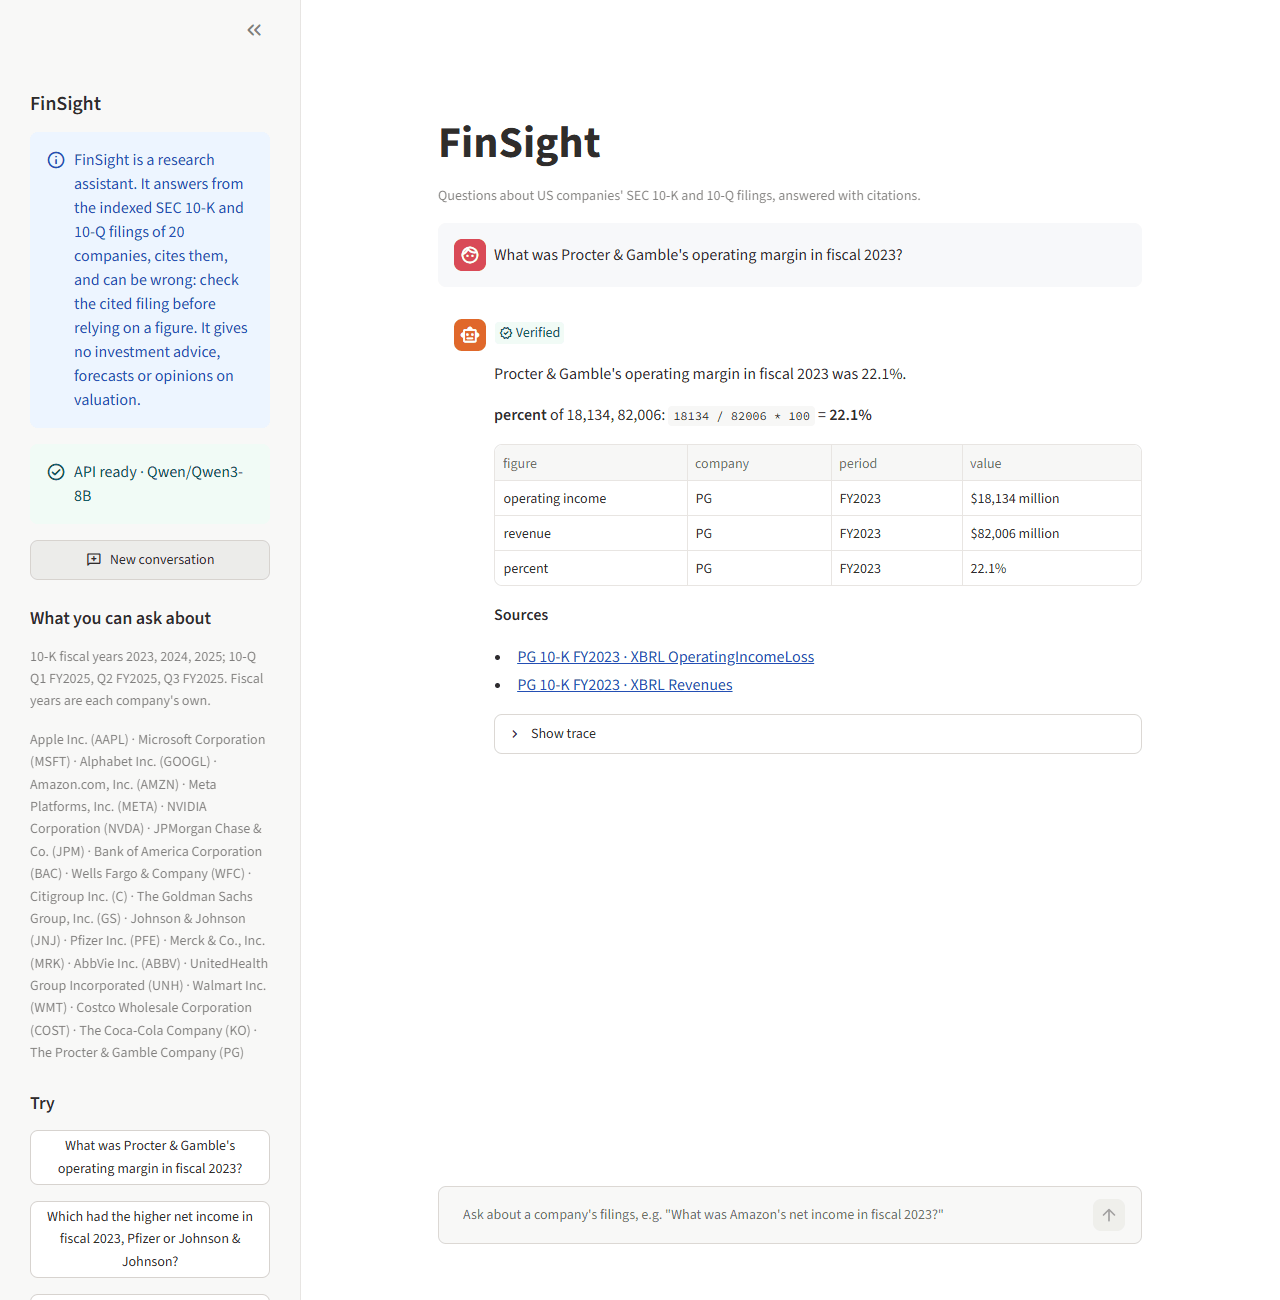 FinSight
FinSight is a research
assistant. It answers from
the indexed SEC 10-K and
10-Q filings of 20
companies, cites them,
and can be wrong: check
the cited filing before
relying on a figure. It gives
no investment advice,
forecasts or opinions on
valuation.
API ready · Qwen/Qwen3-
8B
New conversation
What you can ask about
10-K fiscal years 2023, 2024, 2025; 10-Q
Q1 FY2025, Q2 FY2025, Q3 FY2025. Fiscal
years are each company's own.
Apple Inc. (AAPL) · Microsoft Corporation
(MSFT) · Alphabet Inc. (GOOGL) ·
Amazon.com, Inc. (AMZN) · Meta
Platforms, Inc. (META) · NVIDIA
Corporation (NVDA) · JPMorgan Chase &
Co. (JPM) · Bank of America Corporation
(BAC) · Wells Fargo & Company (WFC) ·
Citigroup Inc. (C) · The Goldman Sachs
Group, Inc. (GS) · Johnson & Johnson
(JNJ) · Pfizer Inc. (PFE) · Merck & Co., Inc.
(MRK) · AbbVie Inc. (ABBV) · UnitedHealth
Group Incorporated (UNH) · Walmart Inc.
(WMT) · Costco Wholesale Corporation
(COST) · The Coca-Cola Company (KO) ·
The Procter & Gamble Company (PG)
Try
What was Procter & Gamble's
operating margin in fiscal 2023?
Which had the higher net income in
fiscal 2023, Pfizer or Johnson &
Johnson?
FinSight
Questions about US companies' SEC 10-K and 10-Q filings, answered with citations.
What was Procter & Gamble's operating margin in fiscal 2023?
Verified
Procter & Gamble's operating margin in fiscal 2023 was 22.1%.
percent of 18,134, 82,006: 18134 / 82006 * 100 = 22.1%
figure company period value
operating income PG FY2023 $18,134 million
revenue PG FY2023 $82,006 million
percent PG FY2023 22.1%
Sources
• PG 10-K FY2023 · XBRL OperatingIncomeLoss
• PG 10-K FY2023 · XBRL Revenues
Show trace
Ask about a company's filings, e.g. "What was Amazon's net income in fiscal 2023?"